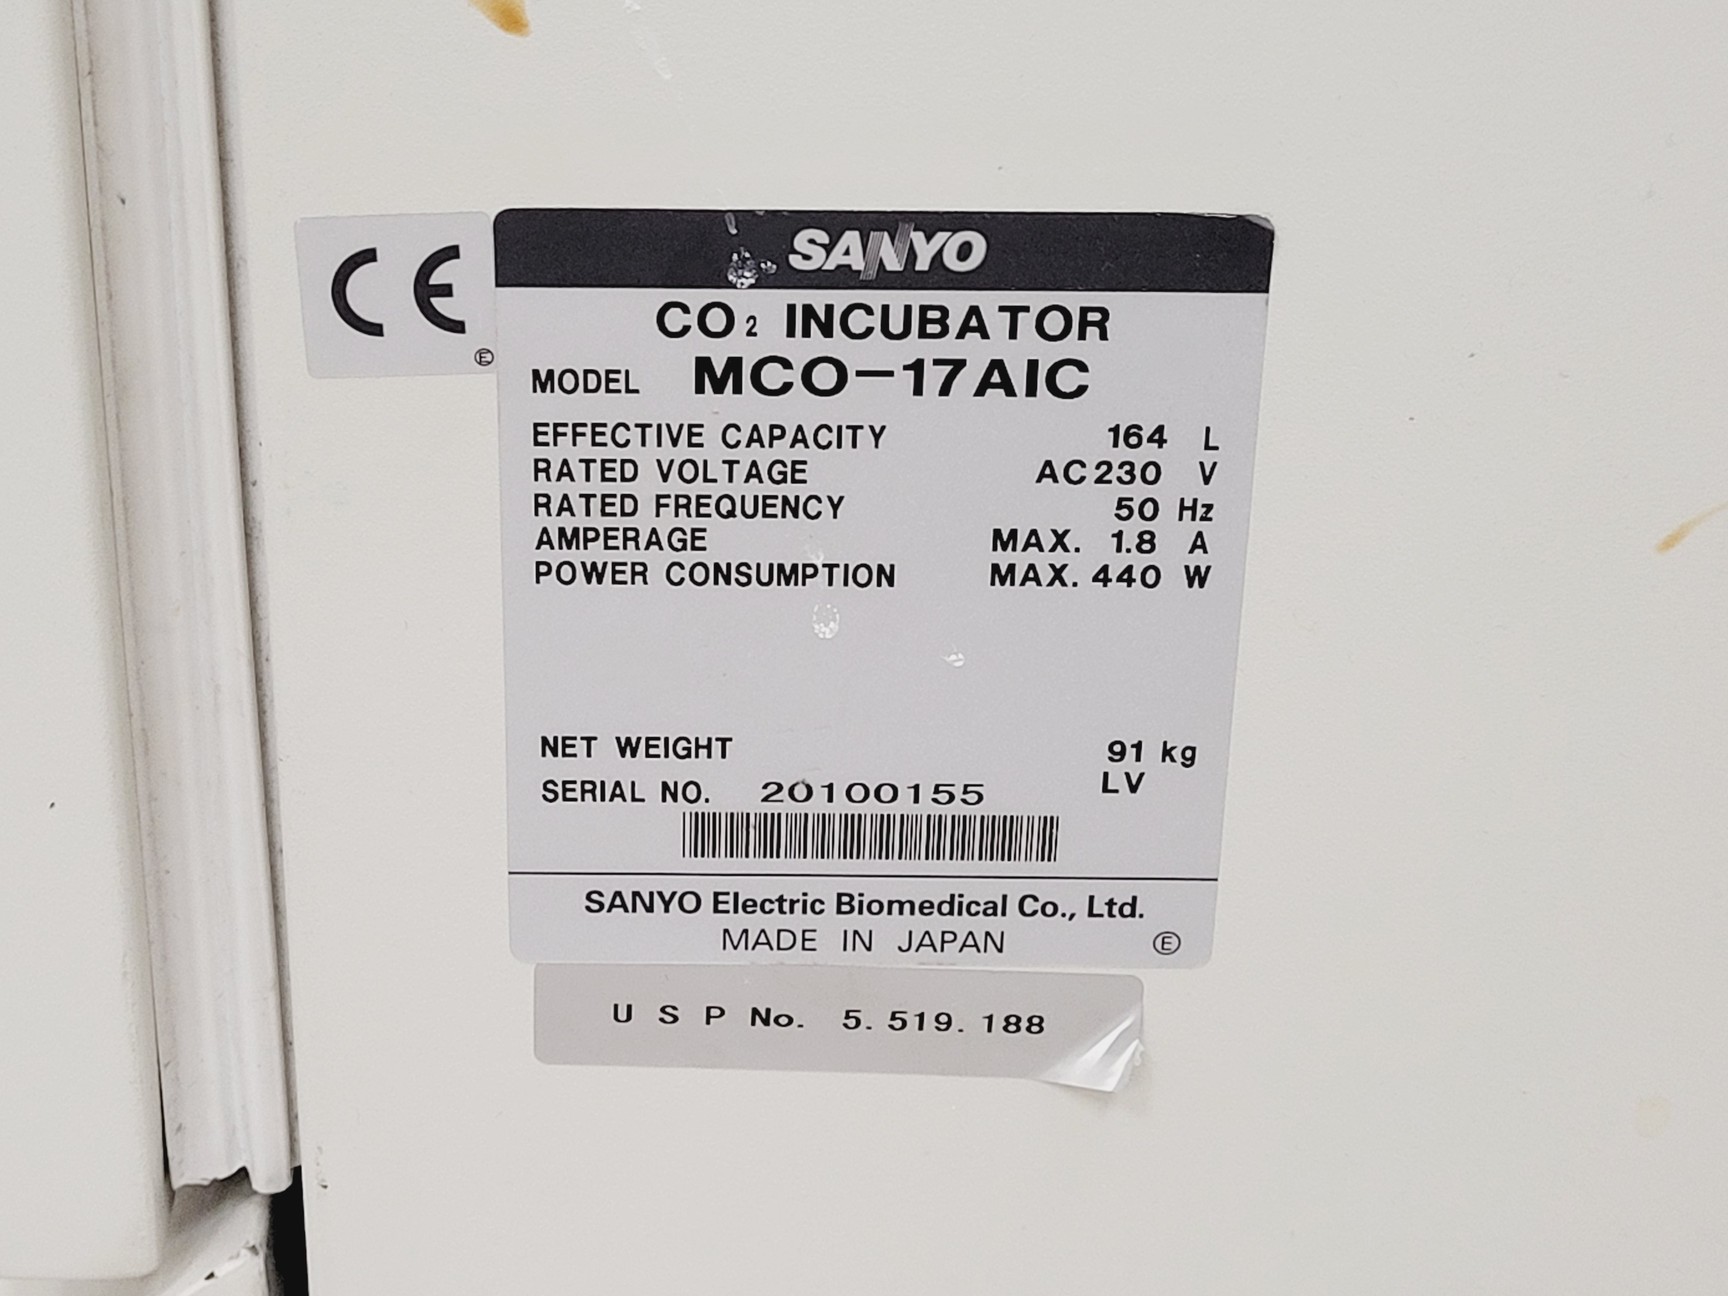 CE
Ⓔ
SANYO
CO₂ INCUBATOR
MODEL MCO-17AIC
EFFECTIVE CAPACITY 164 L
RATED VOLTAGE AC230 V
RATED FREQUENCY 50 Hz
AMPERAGE MAX. 1.8 A
POWER CONSUMPTION MAX. 440 W
NET WEIGHT 91 kg
LV
SERIAL NO. 20100155
SANYO Electric Biomedical Co., Ltd.
MADE IN JAPAN Ⓔ
U S P No. 5. 519. 188